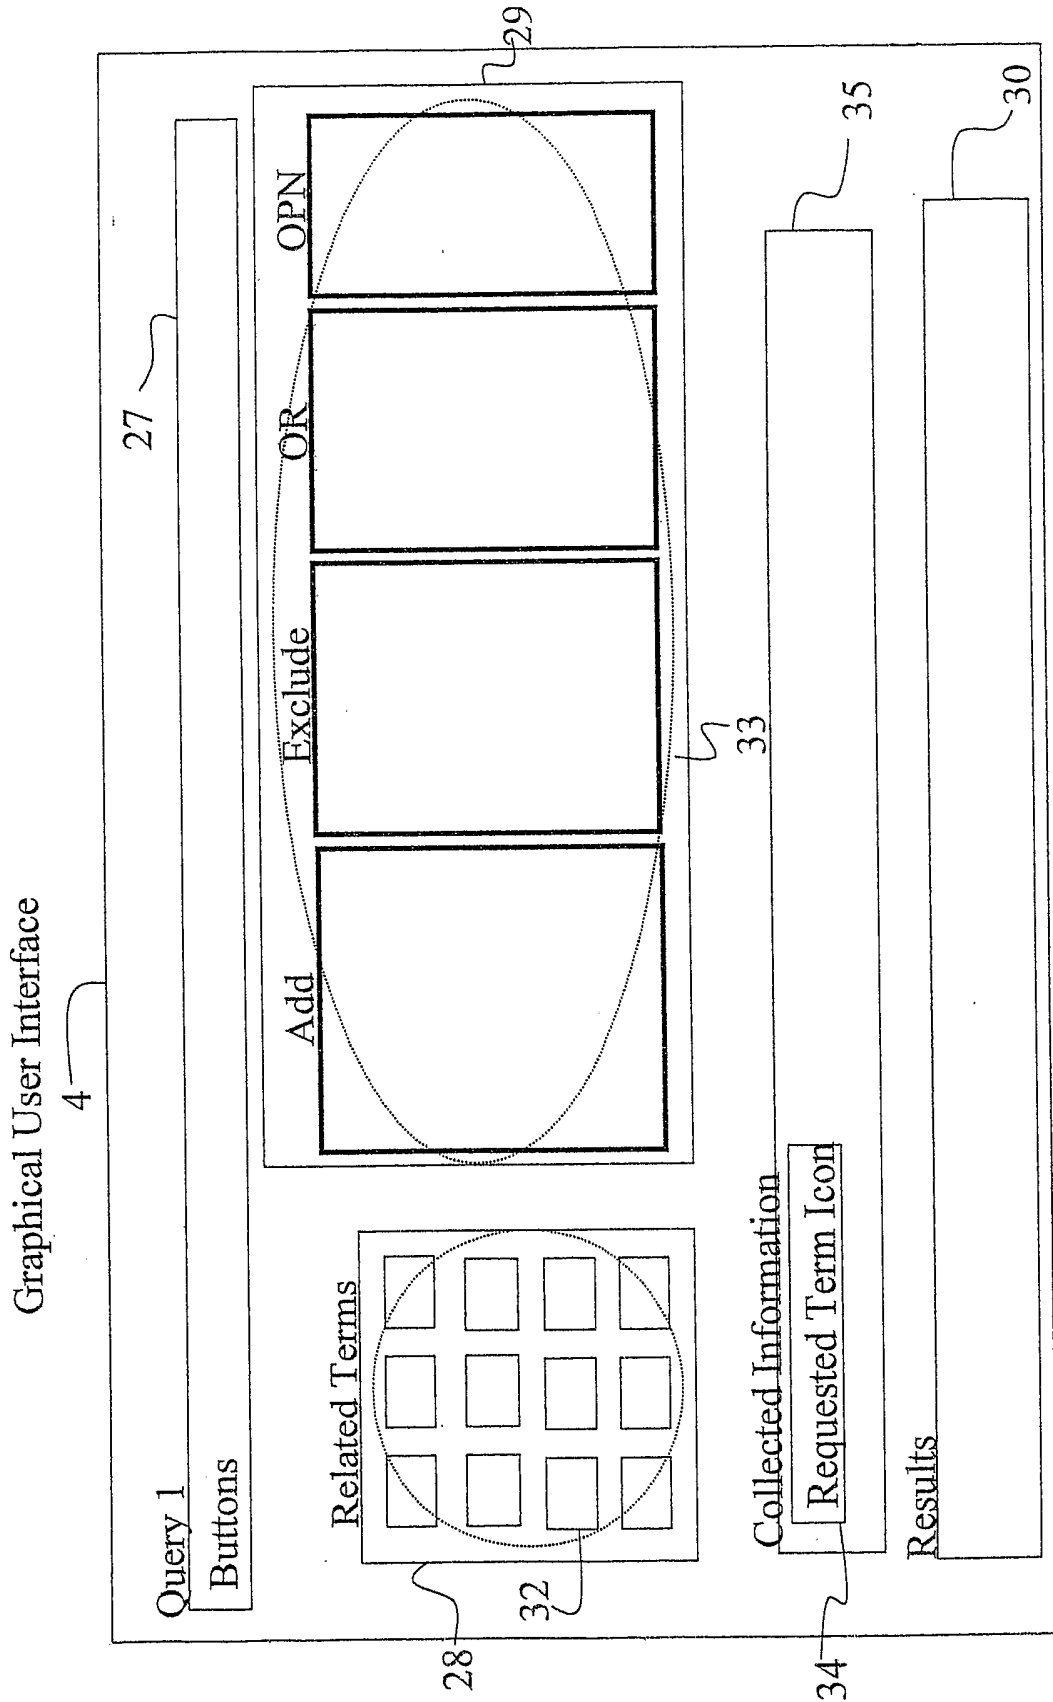 Graphical User Interface
4
27
Query 1
Buttons
29
Add
Exclude
OR
OPN
Related Terms
28
32
33
Collected Information
35
Requested Term Icon
34
Results
30